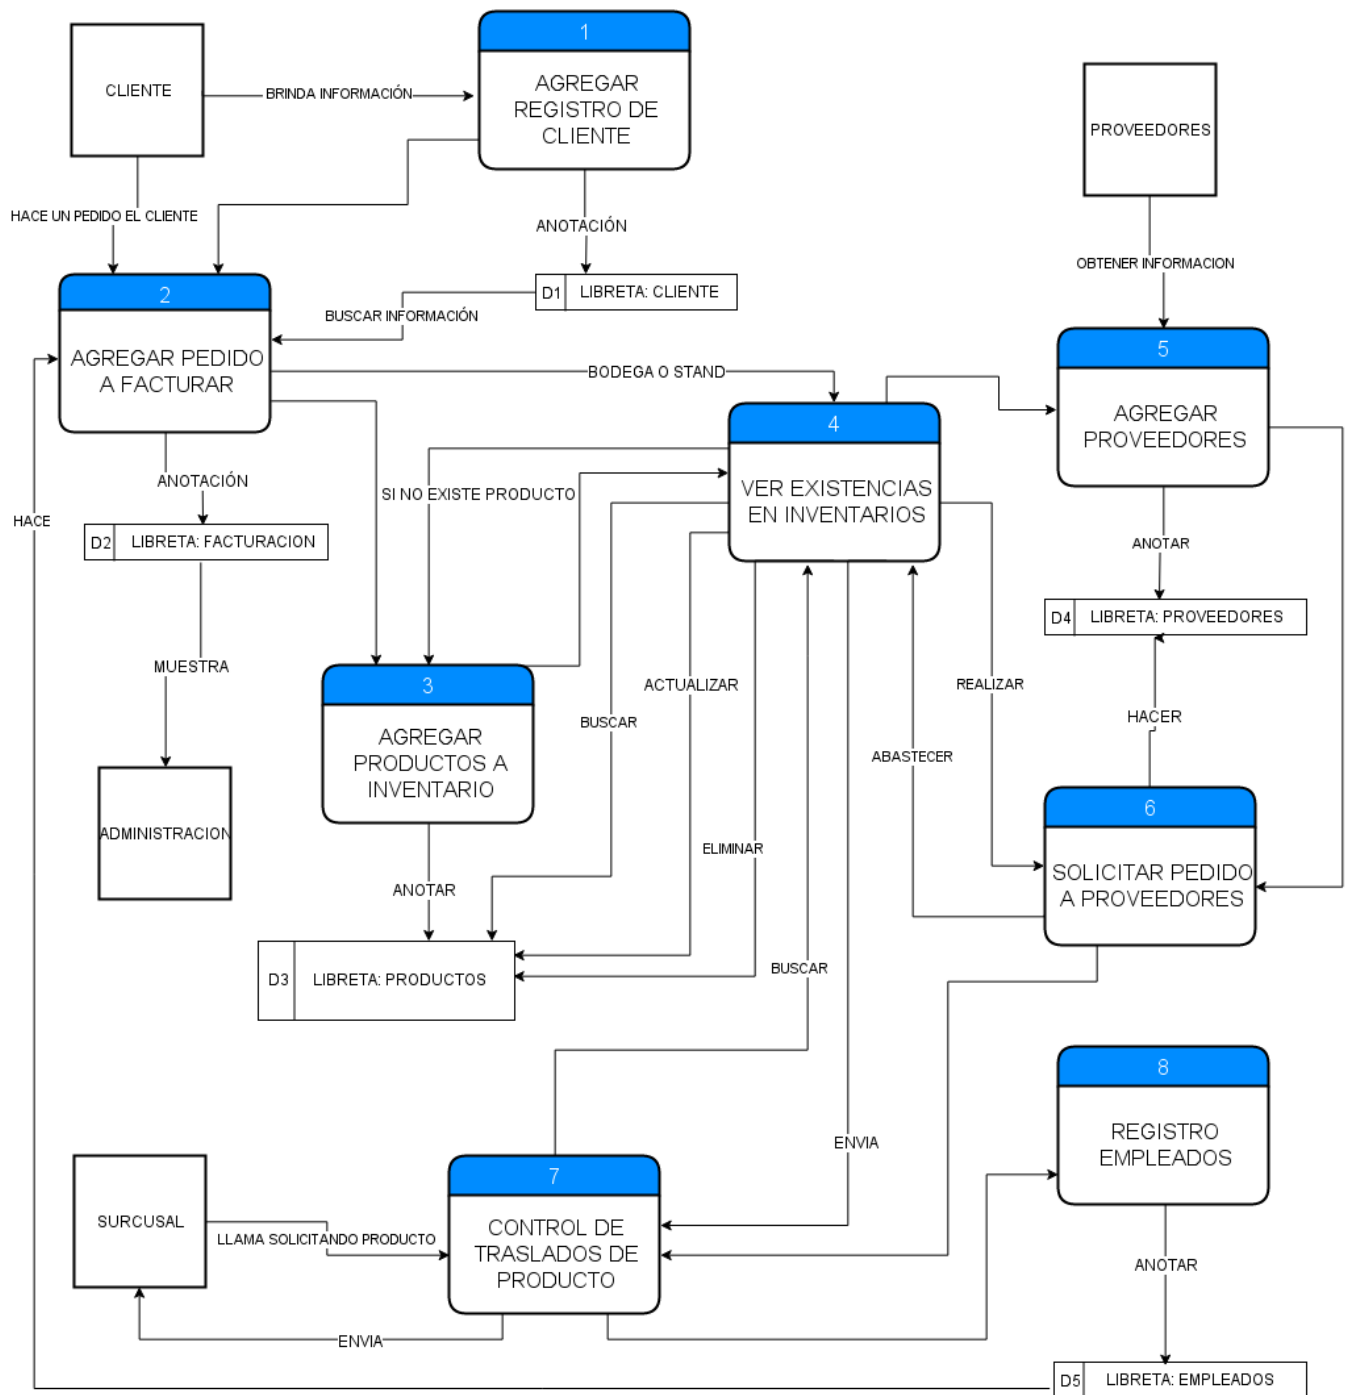 1
AGREGAR
REGISTRO DE
CLIENTE
CLIENTE
BRINDA INFORMACIÓN
PROVEEDORES
HACE UN PEDIDO EL CLIENTE
ANOTACIÓN
OBTENER INFORMACION
D1 LIBRETA: CLIENTE
2
AGREGAR PEDIDO
A FACTURAR
BUSCAR INFORMACIÓN
BODEGA O STAND
5
AGREGAR
PROVEEDORES
4
VER EXISTENCIAS
EN INVENTARIOS
ANOTACIÓN
SI NO EXISTE PRODUCTO
HACE
D2 LIBRETA: FACTURACION
ANOTAR
D4 LIBRETA: PROVEEDORES
MUESTRA
3
AGREGAR
PRODUCTOS A
INVENTARIO
ACTUALIZAR
BUSCAR
REALIZAR
HACER
ABASTECER
ADMINISTRACION
6
SOLICITAR PEDIDO
A PROVEEDORES
ELIMINAR
ANOTAR
D3 LIBRETA: PRODUCTOS
BUSCAR
8
REGISTRO
EMPLEADOS
ENVIA
7
CONTROL DE
TRASLADOS DE
PRODUCTO
SURCUSAL
LLAMA SOLICITANDO PRODUCTO
ANOTAR
ENVIA
D5 LIBRETA: EMPLEADOS